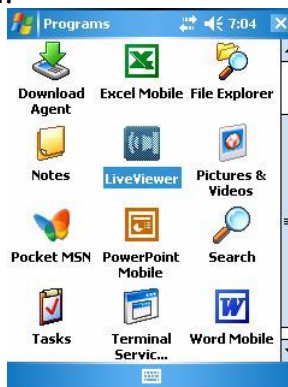 Programs 7:04
Download Agent
Excel Mobile
File Explorer
Notes
LiveViewer
Pictures & Videos
Pocket MSN
PowerPoint Mobile
Search
Tasks
Terminal Servic...
Word Mobile